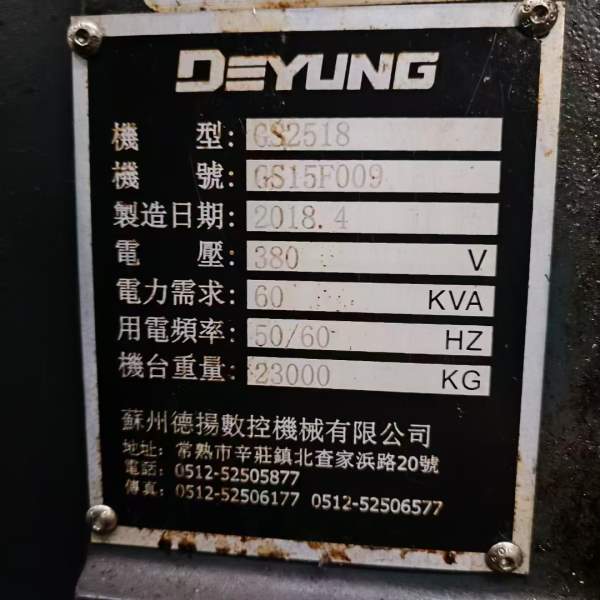 DEYUNG
機 型: GS2518
機 號: GS15F009
製造日期: 2018.4
電 壓: 380 V
電力需求: 60 KVA
用電頻率: 50/60 HZ
機台重量: 23000 KG
蘇州德揚數控機械有限公司
地址: 常熟市辛莊鎮北查家浜路20號
電話: 0512-52505877
傳真: 0512-52506177 0512-52506577